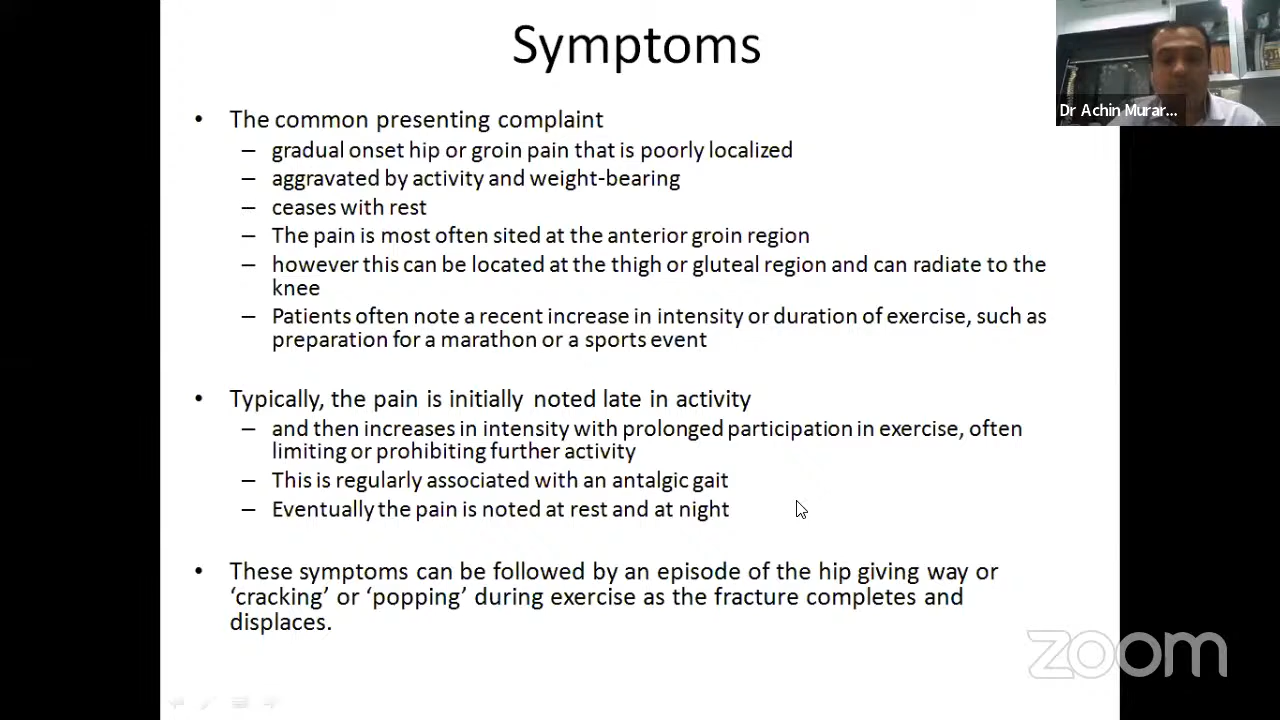 Symptoms
Dr Achin Murar...
• The common presenting complaint
– gradual onset hip or groin pain that is poorly localized
– aggravated by activity and weight-bearing
– ceases with rest
– The pain is most often sited at the anterior groin region
– however this can be located at the thigh or gluteal region and can radiate to the
knee
– Patients often note a recent increase in intensity or duration of exercise, such as
preparation for a marathon or a sports event
• Typically, the pain is initially noted late in activity
– and then increases in intensity with prolonged participation in exercise, often
limiting or prohibiting further activity
– This is regularly associated with an antalgic gait
– Eventually the pain is noted at rest and at night
• These symptoms can be followed by an episode of the hip giving way or
‘cracking’ or ‘popping’ during exercise as the fracture completes and
displaces.
zoom